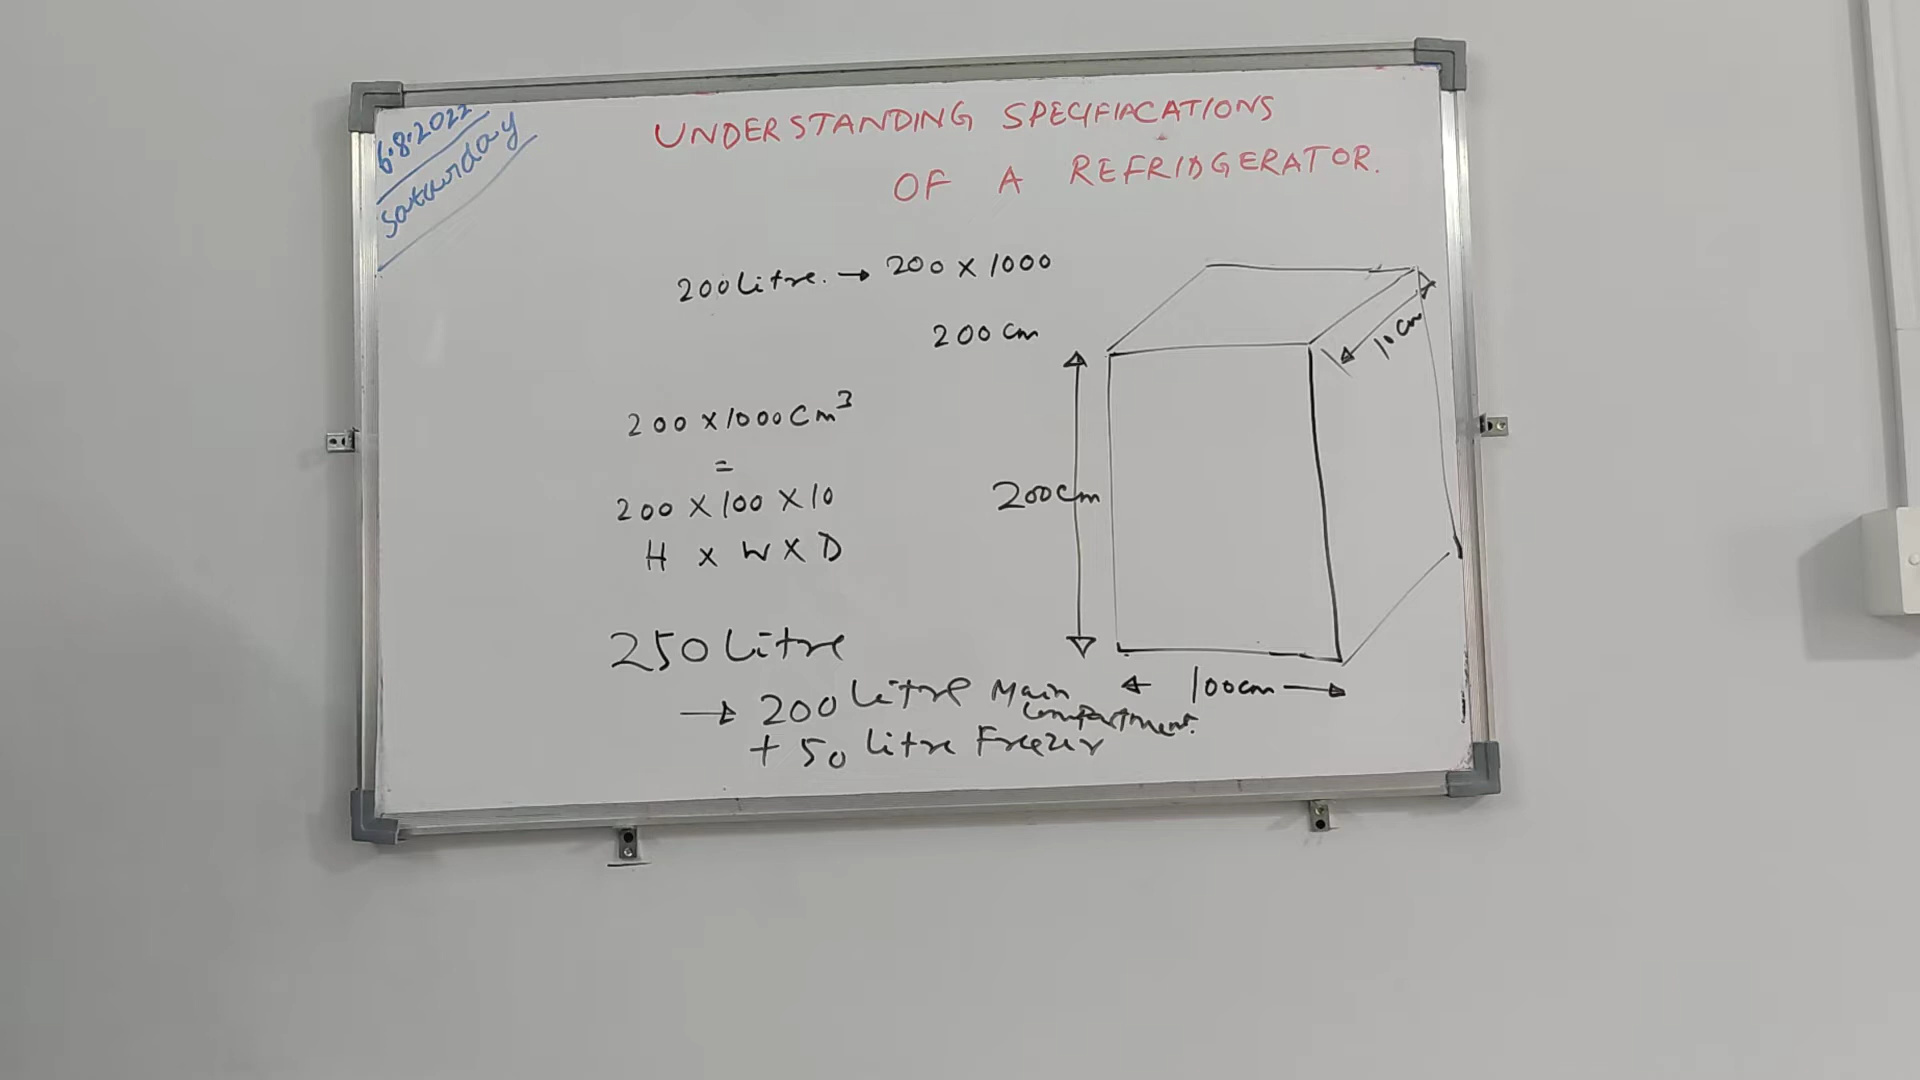 6.8.2022
Saturday
UNDERSTANDING SPECIFIACATIONS
OF A REFRIDGERATOR.
200 Litre. → 200 X 1000
200 cm
10 cm
200 X 1000 Cm³
=
200 X 100 X 10
H X W X D
200cm
250 Litre
→ 200 Litre Main Compartment.
+ 50 litre Freezer
100cm